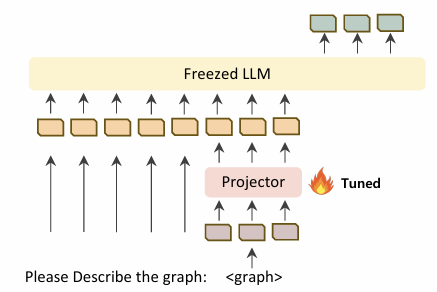 Freezed LLM
Projector
Tuned
Please Describe the graph: <graph>